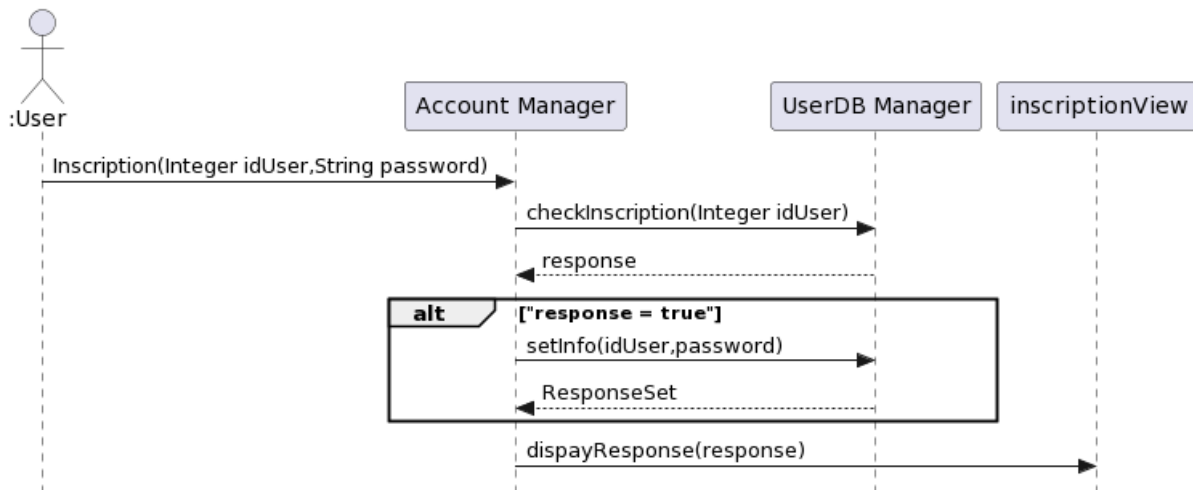 :User
Account Manager
UserDB Manager
inscriptionView
Inscription(Integer idUser,String password)
checkInscription(Integer idUser)
response
alt ["response = true"]
setInfo(idUser,password)
ResponseSet
dispayResponse(response)